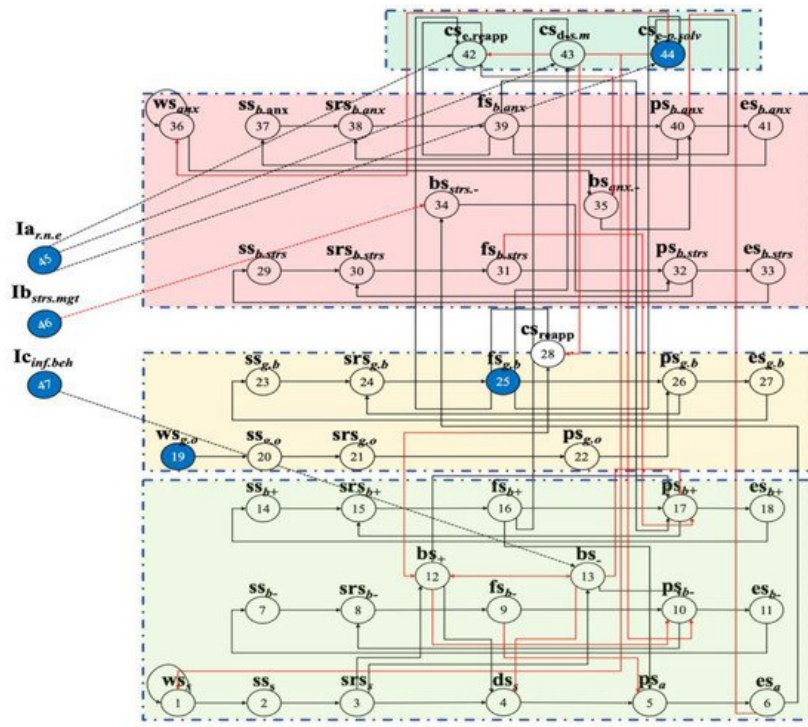 cs_e.reapp cs_d-s.m cs_e-p.solv
42 43 44
ws_anx ss_b.anx srs_b.anx fs_b.anx ps_b.anx es_b.anx
36 37 38 39 40 41
bs_strs.- bs_anx.-
34 35
Ia_r.n.e
45
ss_b.strs srs_b.strs fs_b.strs ps_b.strs es_b.strs
29 30 31 32 33
Ib_strs.mgt
46
cs_reapp
28
Ic_inf.beh
47
ss_g.b srs_g.b fs_g.b ps_g.b es_g.b
23 24 25 26 27
ws_g.o ss_g.o srs_g.o ps_g.o
19 20 21 22
ss_b+ srs_b+ fs_b+ ps_b+ es_b+
14 15 16 17 18
bs_+ bs_-
12 13
ss_b- srs_b- fs_b- ps_b- es_b-
7 8 9 10 11
ws_s ss_s srs_s ds_s ps_a es_a
1 2 3 4 5 6